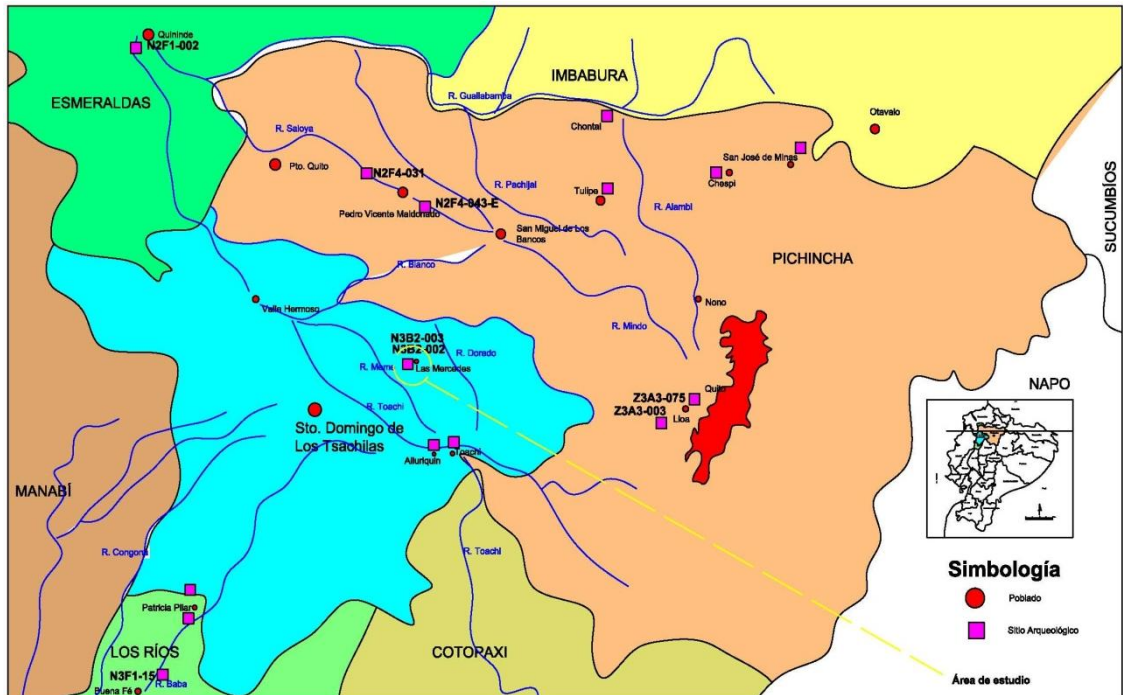 Quininde
N2F1-002
ESMERALDAS
IMBABURA
R. Guallabamba
Chontal
Otavalo
R. Saloya
Pto. Quito
N2F4-031
San José de Minas
Chespi
R. Pachijal
Tulipe
R. Alambi
N2F4-043-E
Pedro Vicente Maldonado
San Miguel de Los
Bancos
SUCUMBÍOS
PICHINCHA
R. Blanco
Valle Hermoso
Nono
R. Mindo
N3B2-003
N3B2-002
R. Dorado
Las Mercedes
R. Meme
NAPO
Quito
Z3A3-075
Z3A3-003
Lloa
R. Toachi
Sto. Domingo de
Los Tsachilas
Alluriquin
Toachi
MANABÍ
R. Congoma
R. Toachi
Simbología
Poblado
Sitio Arqueológico
Patricia Pilar
LOS RÍOS
COTOPAXI
N3F1-15
R. Baba
Buena Fé
Área de estudio